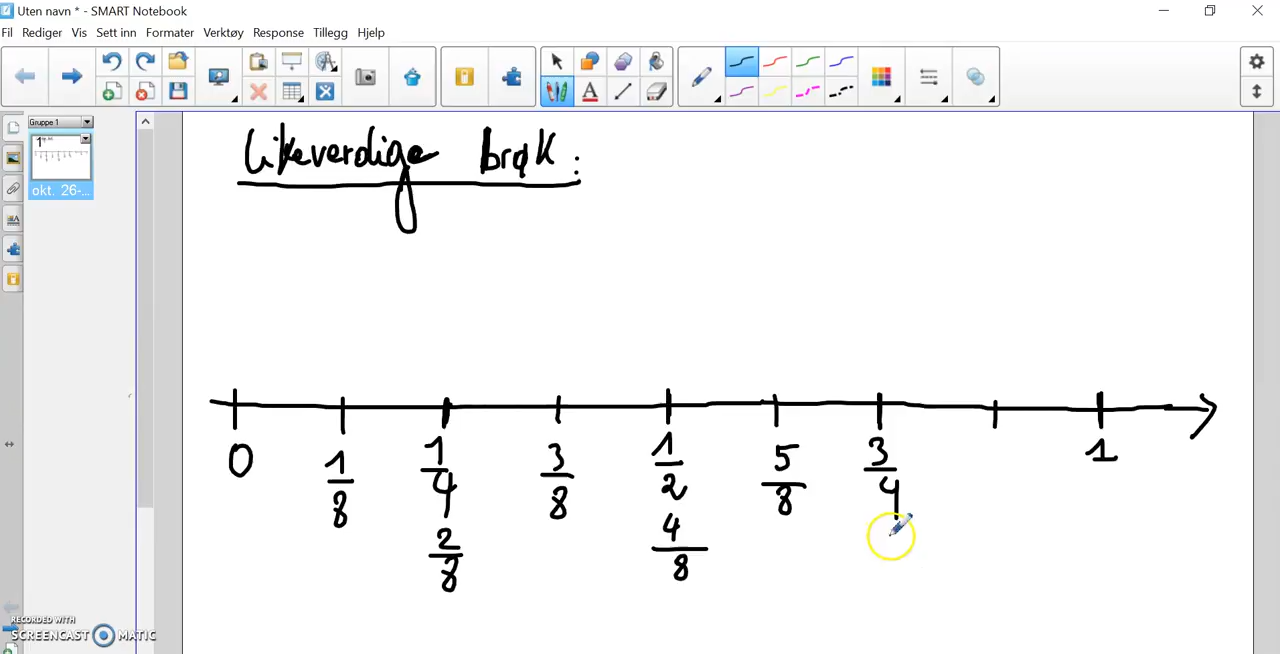 Uten navn * - SMART Notebook
Fil Rediger Vis Sett inn Formater Verktøy Response Tillegg Hjelp
Gruppe 1
1
okt. 26-...
Likeverdige brøk:
0 1/8 1/4 3/8 1/2 5/8 3/4 1
2/8 4/8
RECORDED WITH
SCREENCAST MATIC